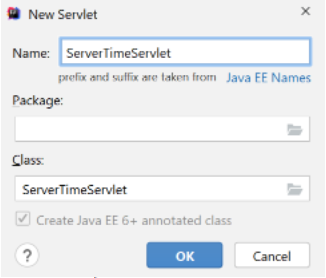 New Servlet
Name: ServerTimeServlet
prefix and suffix are taken from Java EE Names
Package:
Class:
ServerTimeServlet
Create Java EE 6+ annotated class
? OK Cancel